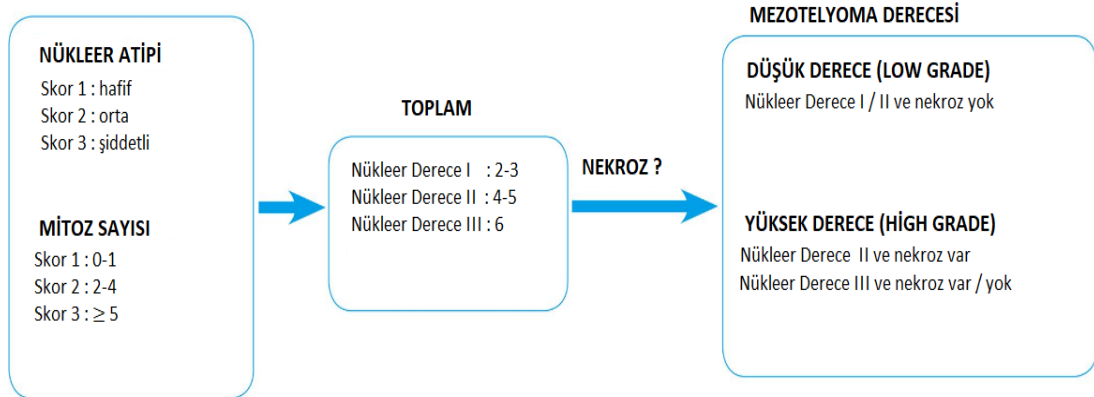 NÜKLEER ATİPİ
Skor 1 : hafif
Skor 2 : orta
Skor 3 : şiddetli
MİTOZ SAYISI
Skor 1 : 0-1
Skor 2 : 2-4
Skor 3 : ≥ 5
TOPLAM
Nükleer Derece I : 2-3
Nükleer Derece II : 4-5
Nükleer Derece III : 6
NEKROZ ?
MEZOTELYOMA DERECESİ
DÜŞÜK DERECE (LOW GRADE)
Nükleer Derece I / II ve nekroz yok
YÜKSEK DERECE (HİGH GRADE)
Nükleer Derece II ve nekroz var
Nükleer Derece III ve nekroz var / yok